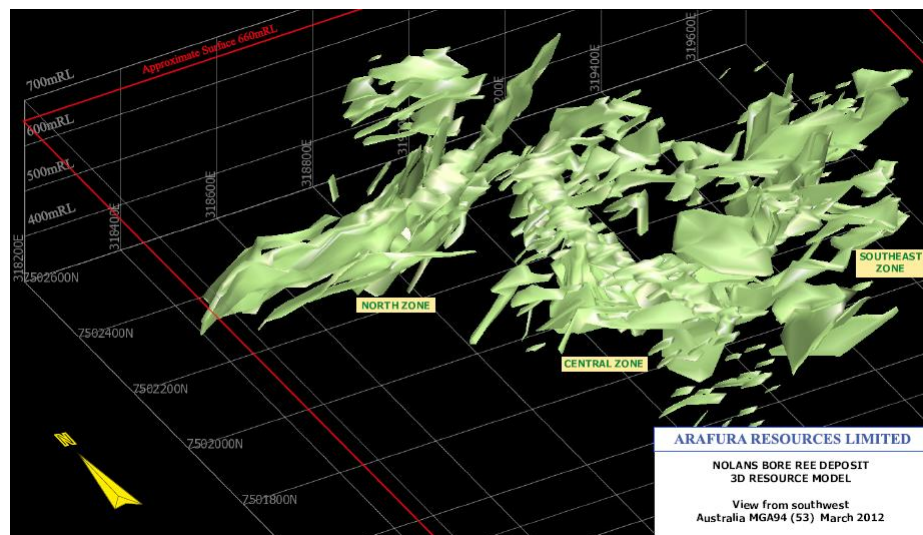 700mRL
Approximate Surface 660mRL
600mRL
500mRL
400mRL
318200E
318400E
318600E
318800E
319400E
319600E
7502600N
7502400N
7502200N
7502000N
7501800N
NORTH ZONE
CENTRAL ZONE
SOUTHEAST
ZONE
ARAFURA RESOURCES LIMITED
NOLANS BORE REE DEPOSIT
3D RESOURCE MODEL
View from southwest
Australia MGA94 (53) March 2012